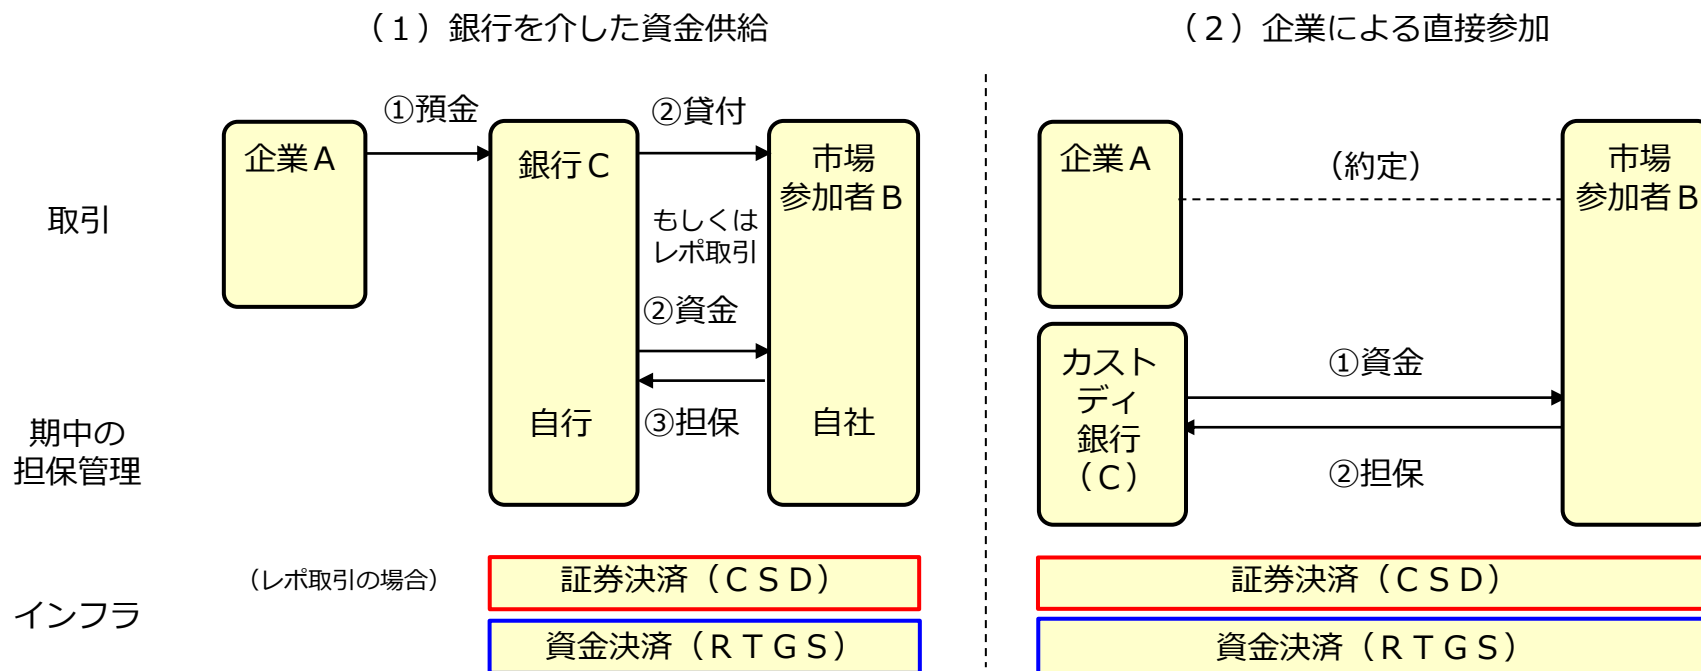 （１）銀行を介した資金供給
（２）企業による直接参加
取引
期中の
担保管理
インフラ
企業Ａ
①預金
銀行Ｃ
②貸付
もしくは
レポ取引
②資金
③担保
自行
市場
参加者Ｂ
自社
（レポ取引の場合）
証券決済（ＣＳＤ）
資金決済（ＲＴＧＳ）
企業Ａ
（約定）
市場
参加者Ｂ
カスト
ディ
銀行
（Ｃ）
①資金
②担保
証券決済（ＣＳＤ）
資金決済（ＲＴＧＳ）